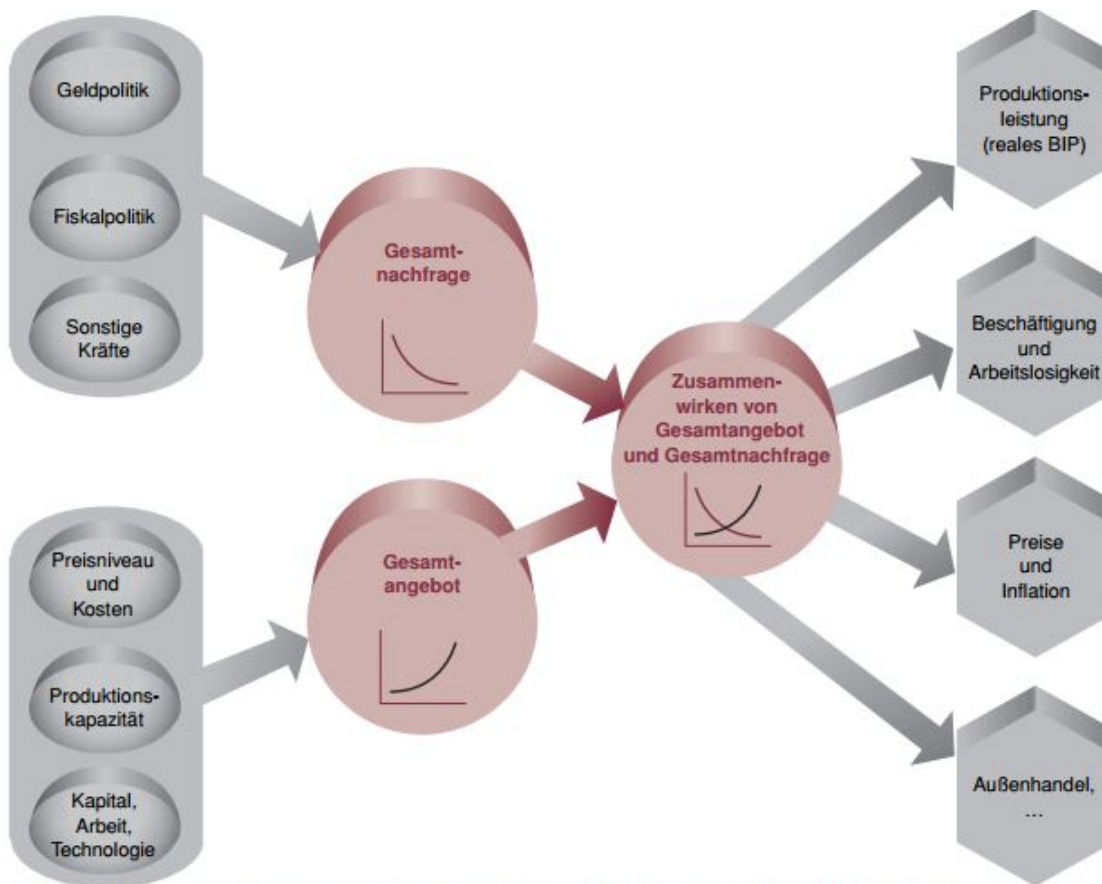 Geldpolitik
Fiskalpolitik
Sonstige
Kräfte
Gesamt-
nachfrage
Preisniveau
und
Kosten
Produktions-
kapazität
Kapital,
Arbeit,
Technologie
Gesamt-
angebot
Zusammen-
wirken von
Gesamtangebot
und Gesamtnachfrage
Produktions-
leistung
(reales BIP)
Beschäftigung
und
Arbeitslosigkeit
Preise
und
Inflation
Außenhandel,
...